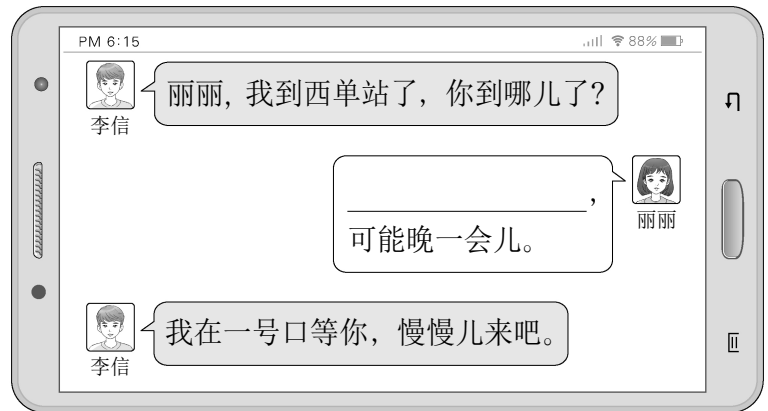 PM 6:15 88%
丽丽, 我到西单站了, 你到哪儿了?
李信
____________,
可能晚一会儿。
丽丽
我在一号口等你, 慢慢儿来吧。
李信